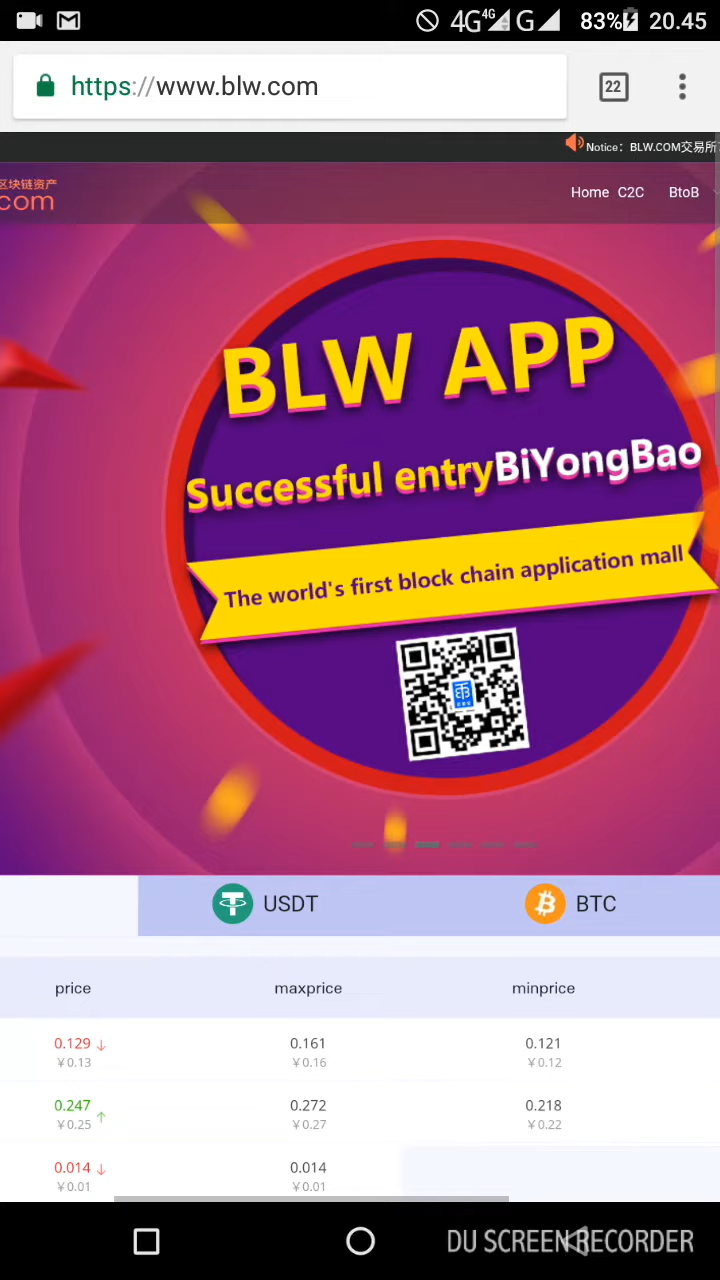 4G 4G G 83% 20.45
https://www.blw.com 22
Notice: BLW.COM交易所
区块链资产
com
Home C2C BtoB
BLW APP
Successful entryBiYongBao
The world's first block chain application mall
USDT BTC
price maxprice minprice
0.129 ↓ 0.161 0.121
¥0.13 ¥0.16 ¥0.12
0.247 ↑ 0.272 0.218
¥0.25 ¥0.27 ¥0.22
0.014 ↓ 0.014
¥0.01 ¥0.01
DU SCREEN RECORDER